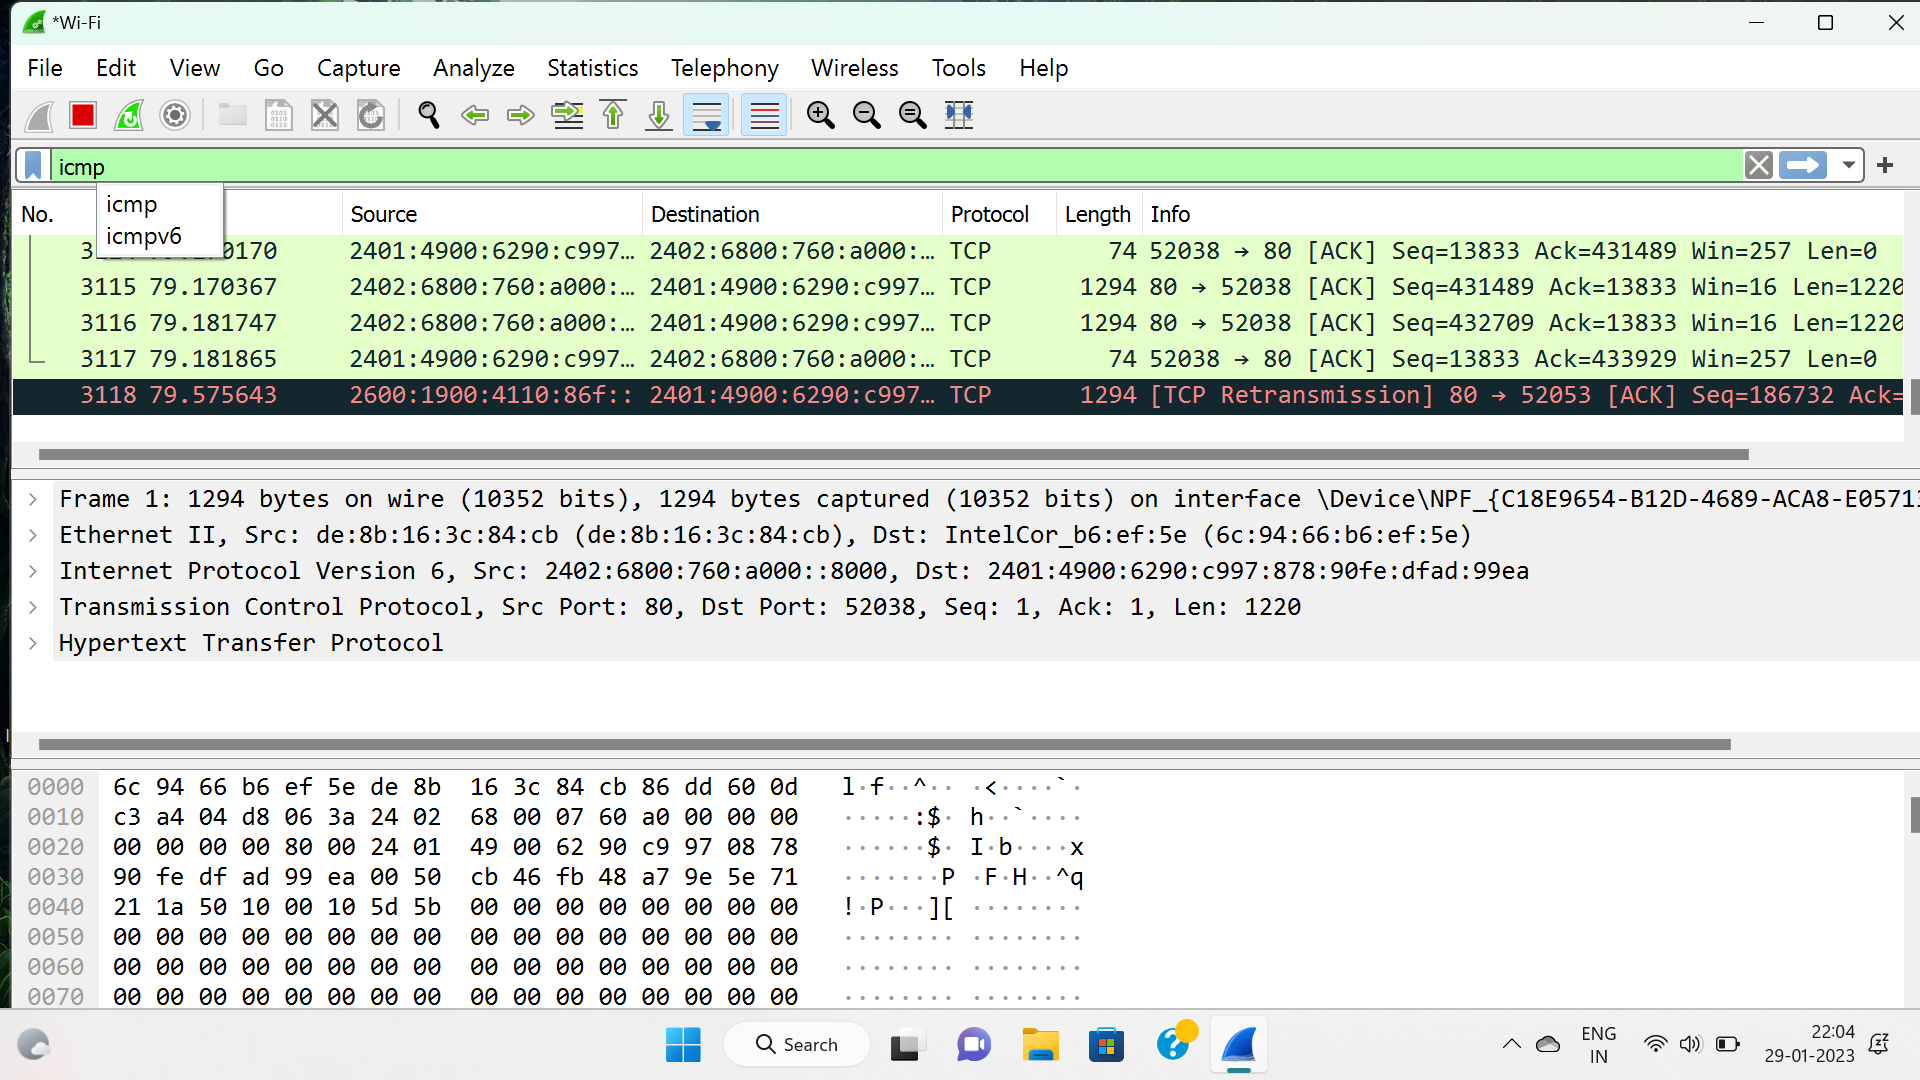 *Wi-Fi
File Edit View Go Capture Analyze Statistics Telephony Wireless Tools Help
icmp
icmp
icmpv6
No. Source Destination Protocol Length Info
2401:4900:6290:c997… 2402:6800:760:a000:… TCP 74 52038 → 80 [ACK] Seq=13833 Ack=431489 Win=257 Len=0
3115 79.170367 2402:6800:760:a000:… 2401:4900:6290:c997… TCP 1294 80 → 52038 [ACK] Seq=431489 Ack=13833 Win=16 Len=1220
3116 79.181747 2402:6800:760:a000:… 2401:4900:6290:c997… TCP 1294 80 → 52038 [ACK] Seq=432709 Ack=13833 Win=16 Len=1220
3117 79.181865 2401:4900:6290:c997… 2402:6800:760:a000:… TCP 74 52038 → 80 [ACK] Seq=13833 Ack=433929 Win=257 Len=0
3118 79.575643 2600:1900:4110:86f:: 2401:4900:6290:c997… TCP 1294 [TCP Retransmission] 80 → 52053 [ACK] Seq=186732 Ack=
Frame 1: 1294 bytes on wire (10352 bits), 1294 bytes captured (10352 bits) on interface \Device\NPF_{C18E9654-B12D-4689-ACA8-E05713
Ethernet II, Src: de:8b:16:3c:84:cb (de:8b:16:3c:84:cb), Dst: IntelCor_b6:ef:5e (6c:94:66:b6:ef:5e)
Internet Protocol Version 6, Src: 2402:6800:760:a000::8000, Dst: 2401:4900:6290:c997:878:90fe:dfad:99ea
Transmission Control Protocol, Src Port: 80, Dst Port: 52038, Seq: 1, Ack: 1, Len: 1220
Hypertext Transfer Protocol
0000 6c 94 66 b6 ef 5e de 8b 16 3c 84 cb 86 dd 60 0d l·f··^·· ·<····`·
0010 c3 a4 04 d8 06 3a 24 02 68 00 07 60 a0 00 00 00 ·····:$· h··`····
0020 00 00 00 00 80 00 24 01 49 00 62 90 c9 97 08 78 ······$· I·b····x
0030 90 fe df ad 99 ea 00 50 cb 46 fb 48 a7 9e 5e 71 ·······P ·F·H··^q
0040 21 1a 50 10 00 10 5d 5b 00 00 00 00 00 00 00 00 !·P···][ ········
0050 00 00 00 00 00 00 00 00 00 00 00 00 00 00 00 00 ········ ········
0060 00 00 00 00 00 00 00 00 00 00 00 00 00 00 00 00 ········ ········
0070 00 00 00 00 00 00 00 00 00 00 00 00 00 00 00 00 ········ ········
Search
ENG
IN
22:04
29-01-2023